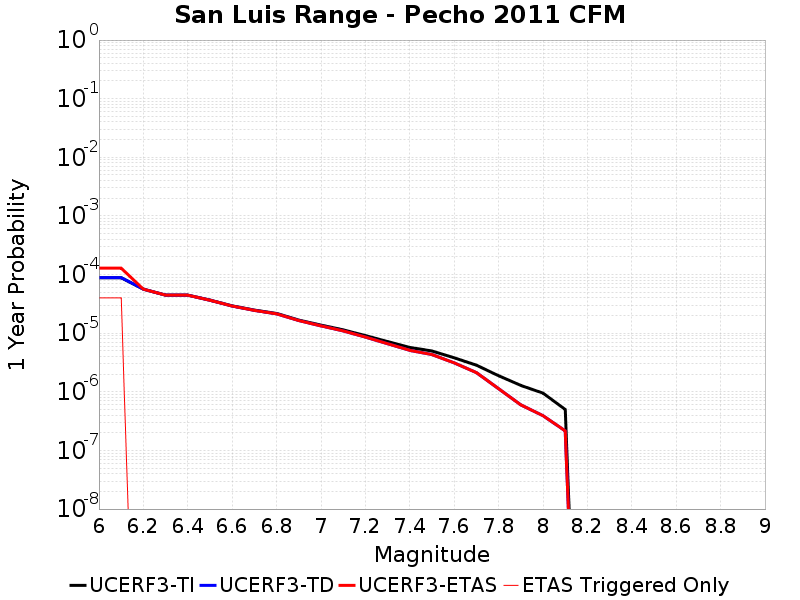 San Luis Range - Pecho 2011 CFM
1 Year Probability
10^0
10^-1
10^-2
10^-3
10^-4
10^-5
10^-6
10^-7
10^-8
6 6.2 6.4 6.6 6.8 7 7.2 7.4 7.6 7.8 8 8.2 8.4 8.6 8.8 9
Magnitude
UCERF3-TI UCERF3-TD UCERF3-ETAS ETAS Triggered Only